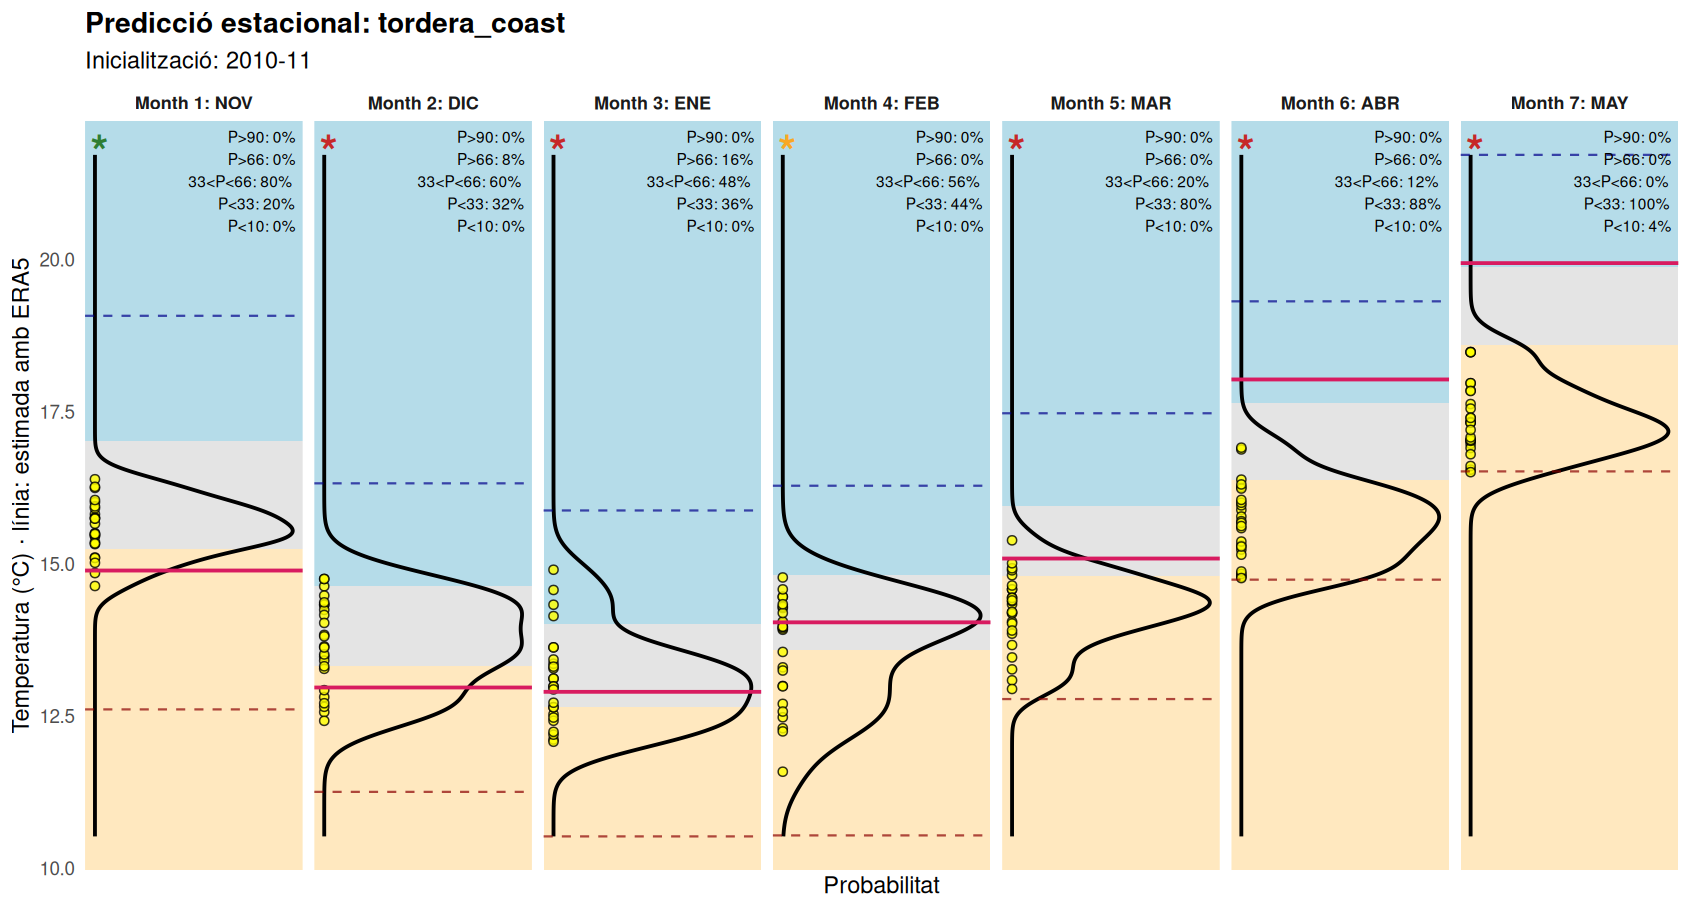 Predicció estacional: tordera_coast
Inicialització: 2010-11
Month 1: NOV
Month 2: DIC
Month 3: ENE
Month 4: FEB
Month 5: MAR
Month 6: ABR
Month 7: MAY
*
P>90: 0%
P>66: 0%
33<P<66: 80%
P<33: 20%
P<10: 0%
*
P>90: 0%
P>66: 8%
33<P<66: 60%
P<33: 32%
P<10: 0%
*
P>90: 0%
P>66: 16%
33<P<66: 48%
P<33: 36%
P<10: 0%
*
P>90: 0%
P>66: 0%
33<P<66: 56%
P<33: 44%
P<10: 0%
*
P>90: 0%
P>66: 0%
33<P<66: 20%
P<33: 80%
P<10: 0%
*
P>90: 0%
P>66: 0%
33<P<66: 12%
P<33: 88%
P<10: 0%
*
P>90: 0%
P>66: 0%
33<P<66: 0%
P<33: 100%
P<10: 4%
Temperatura (°C) · línia: estimada amb ERA5
20.0
17.5
15.0
12.5
10.0
Probabilitat